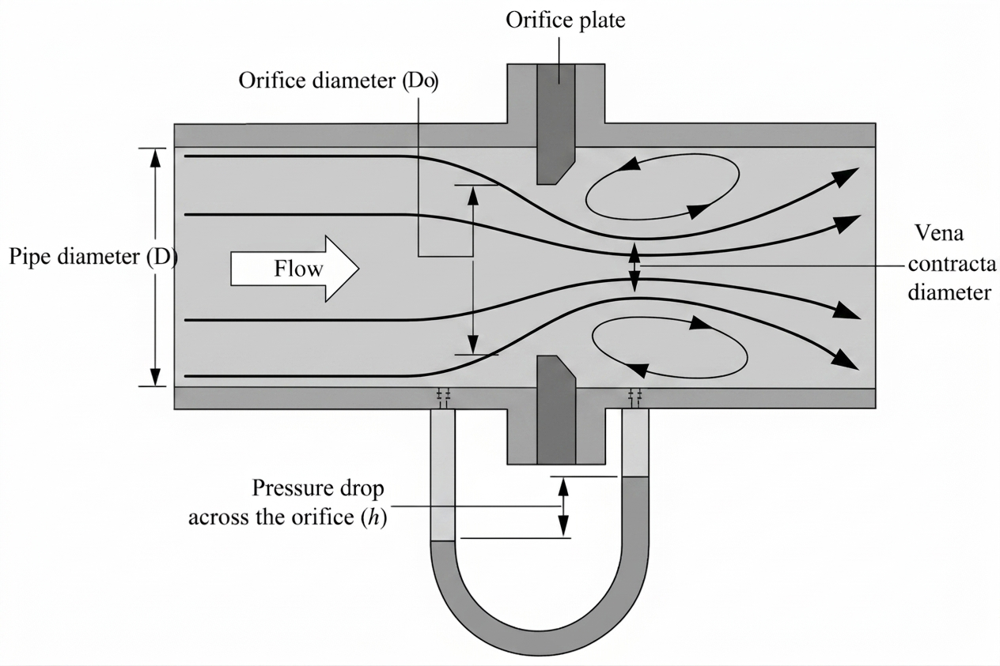 Orifice plate
Orifice diameter (Do)
Pipe diameter (D)
Flow
Vena
contracta
diameter
Pressure drop
across the orifice (h)